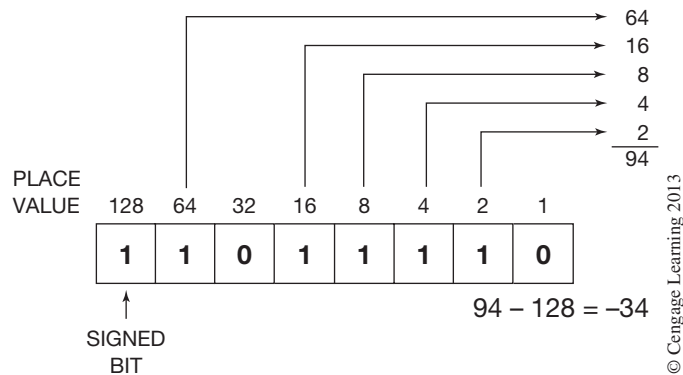 64
16
8
4
2
94
PLACE
VALUE 128 64 32 16 8 4 2 1
1 1 0 1 1 1 1 0
94 – 128 = –34
SIGNED
BIT
© Cengage Learning 2013